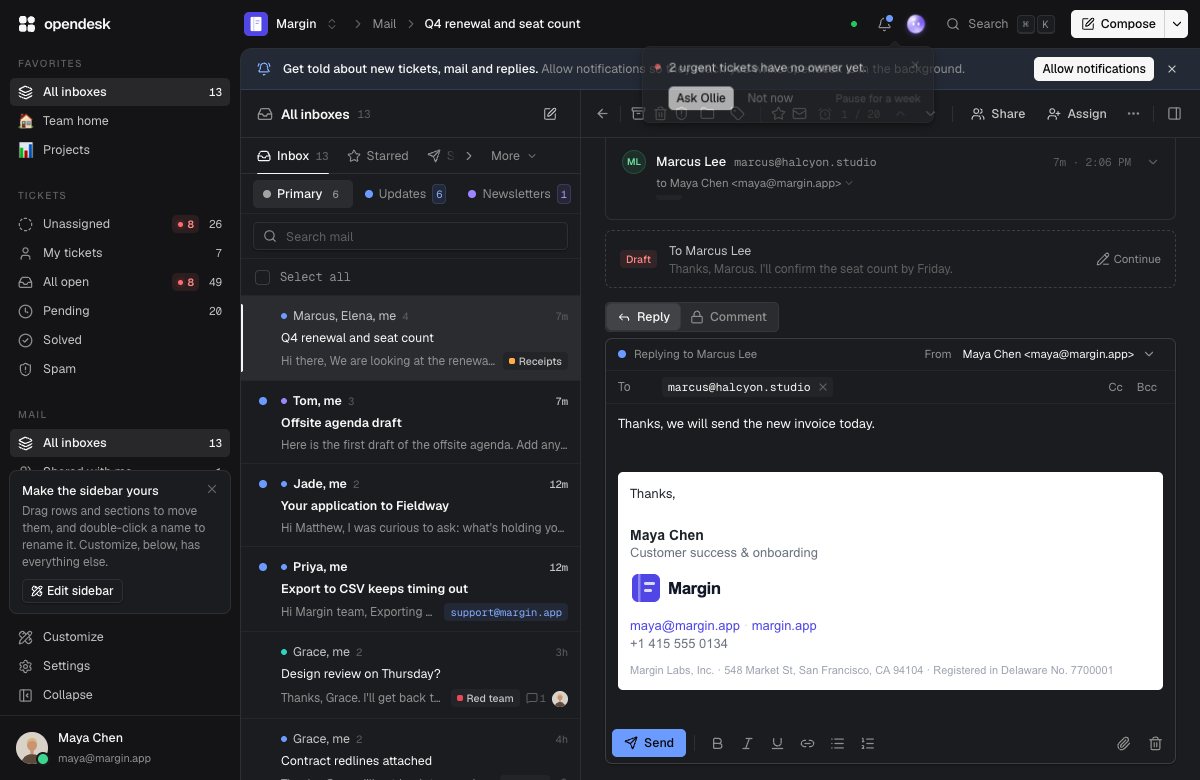 opendesk
Margin
Mail
Q4 renewal and seat count
Search
⌘ K
Compose
FAVORITES
All inboxes 13
Team home
Projects
TICKETS
Unassigned 8 26
My tickets 7
All open 8 49
Pending 20
Solved
Spam
MAIL
All inboxes 13
Make the sidebar yours
Drag rows and sections to move
them, and double-click a name to
rename it. Customize, below, has
everything else.
Edit sidebar
Customize
Settings
Collapse
Maya Chen
maya@margin.app
Get told about new tickets, mail and replies. Allow notifications
Allow notifications
2 urgent tickets have no owner yet.
Ask Ollie
Not now
Pause for a week
All inboxes 13
Inbox 13
Starred
More
Primary 6
Updates 6
Newsletters 1
Search mail
Select all
Marcus, Elena, me 4 7m
Q4 renewal and seat count
Hi there, We are looking at the renewa… Receipts
Tom, me 3 7m
Offsite agenda draft
Here is the first draft of the offsite agenda. Add any…
Jade, me 2 12m
Your application to Fieldway
Hi Matthew, I was curious to ask: what's holding yo…
Priya, me 12m
Export to CSV keeps timing out
Hi Margin team, Exporting … support@margin.app
Grace, me 2 3h
Design review on Thursday?
Thanks, Grace. I'll get back t… Red team 1
Grace, me 2 4h
Contract redlines attached
1 / 20
Share
Assign
ML
Marcus Lee marcus@halcyon.studio 7m · 2:06 PM
to Maya Chen <maya@margin.app>
Draft
To Marcus Lee
Thanks, Marcus. I'll confirm the seat count by Friday.
Continue
Reply
Comment
Replying to Marcus Lee
From Maya Chen <maya@margin.app>
To marcus@halcyon.studio
Cc Bcc
Thanks, we will send the new invoice today.
Thanks,
Maya Chen
Customer success & onboarding
Margin
maya@margin.app · margin.app
+1 415 555 0134
Margin Labs, Inc. · 548 Market St, San Francisco, CA 94104 · Registered in Delaware No. 7700001
Send